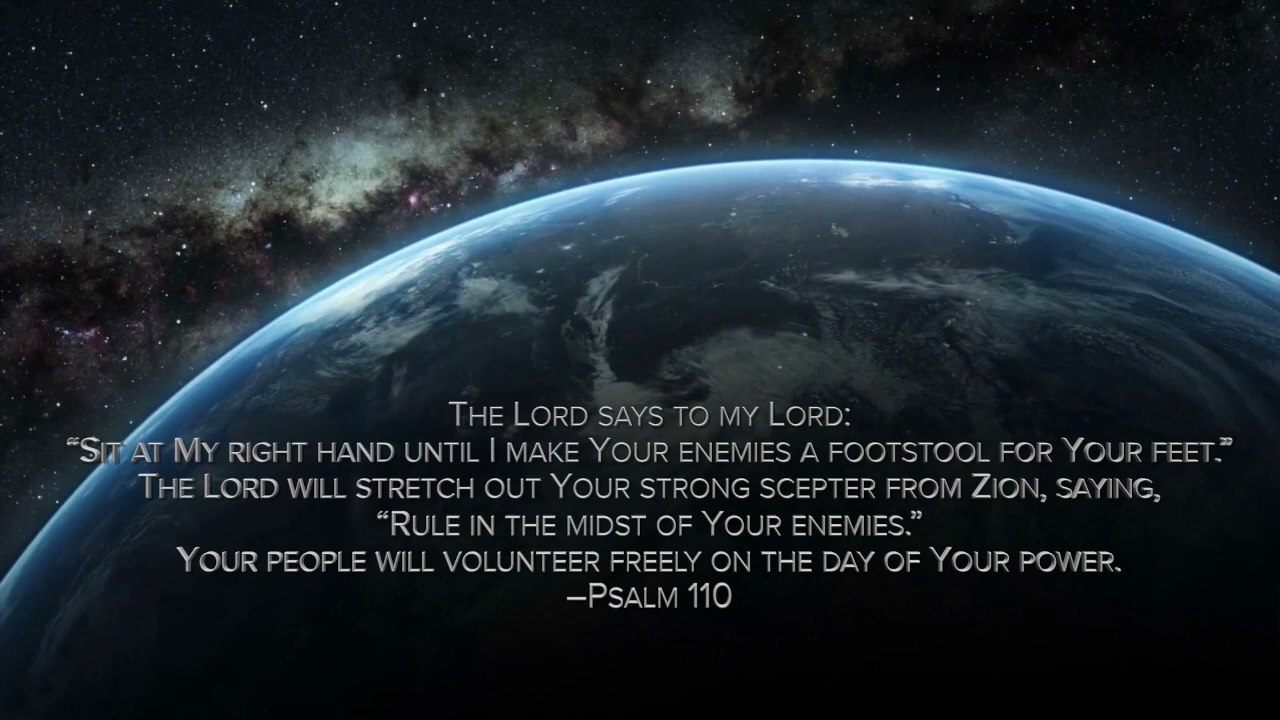 The Lord says to my Lord:
“Sit at My right hand until I make Your enemies a footstool for Your feet.”
The Lord will stretch out Your strong scepter from Zion, saying,
“Rule in the midst of Your enemies.”
Your people will volunteer freely on the day of Your power.
–Psalm 110